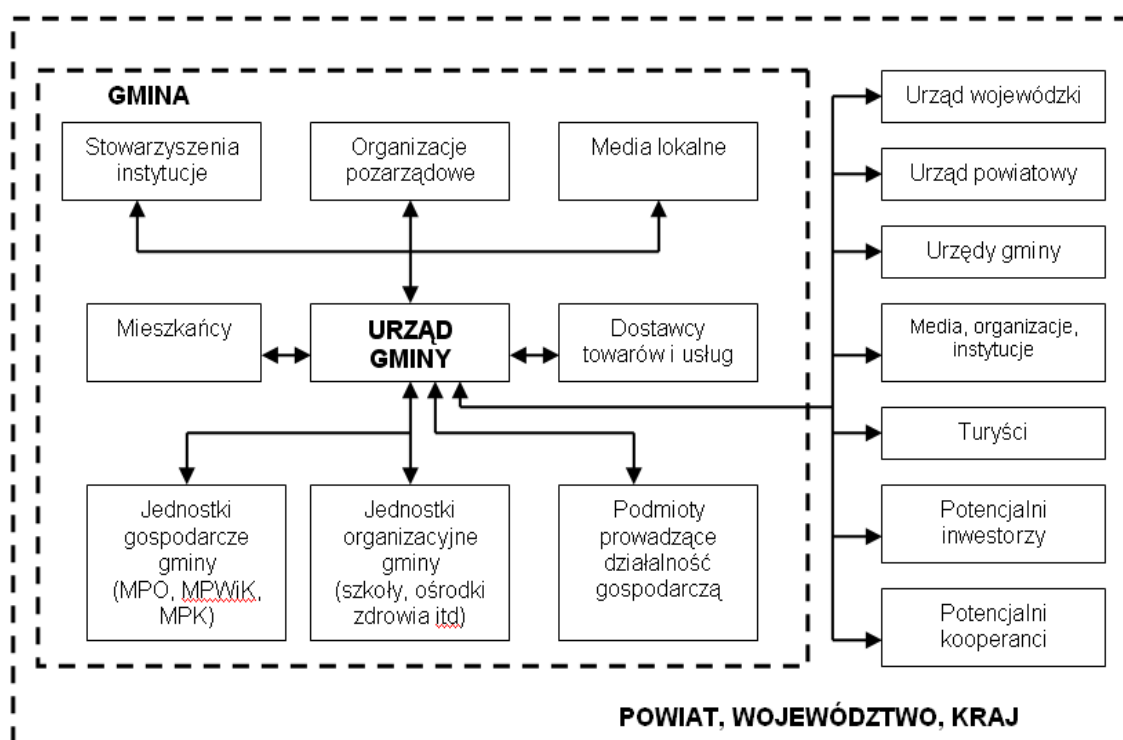 GMINA
Stowarzyszenia
instytucje
Organizacje
pozarządowe
Media lokalne
Mieszkańcy
URZĄD
GMINY
Dostawcy
towarów i usług
Jednostki
gospodarcze
gminy
(MPO, MPWiK,
MPK)
Jednostki
organizacyjne
gminy
(szkoły, ośrodki
zdrowia itd)
Podmioty
prowadzące
działalność
gospodarczą
Urząd wojewódzki
Urząd powiatowy
Urzędy gminy
Media, organizacje,
instytucje
Turyści
Potencjalni
inwestorzy
Potencjalni
kooperanci
POWIAT, WOJEWÓDZTWO, KRAJ